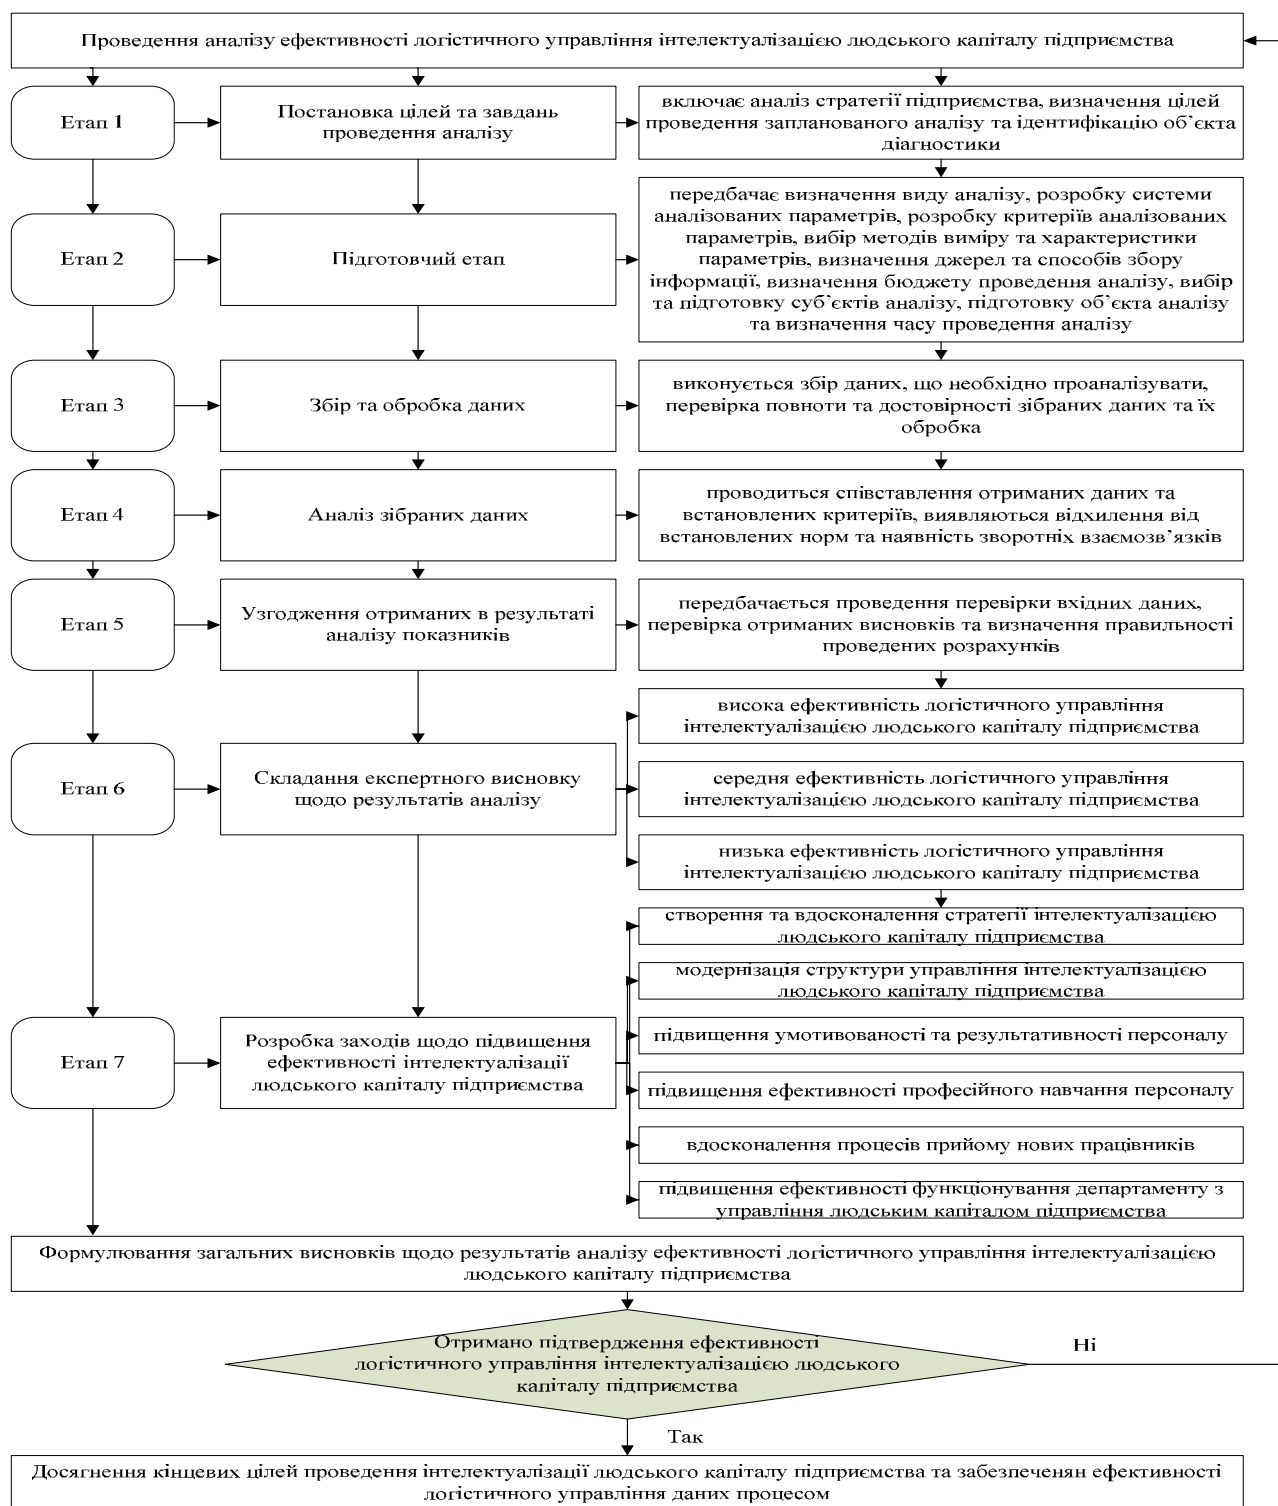 Проведення аналізу ефективності логістичного управління інтелектуалізацією людського капіталу підприємства
Етап 1
Постановка цілей та завдань
проведення аналізу
включає аналіз стратегії підприємства, визначення цілей
проведення запланованого аналізу та ідентифікацію об’єкта
діагностики
Етап 2
Підготовчий етап
передбачає визначення виду аналізу, розробку системи
аналізованих параметрів, розробку критеріїв аналізованих
параметрів, вибір методів виміру та характеристики
параметрів, визначення джерел та способів збору
інформації, визначення бюджету проведення аналізу, вибір
та підготовку суб’єктів аналізу, підготовку об’єкта аналізу
та визначення часу проведення аналізу
Етап 3
Збір та обробка даних
виконується збір даних, що необхідно проаналізувати,
перевірка повноти та достовірності зібраних даних та їх
обробка
Етап 4
Аналіз зібраних даних
проводиться співставлення отриманих даних та
встановлених критеріїв, виявляються відхилення від
встановлених норм та наявність зворотніх взаємозв’язків
Етап 5
Узгодження отриманих в результаті
аналізу показників
передбачається проведення перевірки вхідних даних,
перевірка отриманих висновків та визначення правильності
проведених розрахунків
Етап 6
Складання експертного висновку
щодо результатів аналізу
висока ефективність логістичного управління
інтелектуалізацією людського капіталу підприємства
середня ефективність логістичного управління
інтелектуалізацією людського капіталу підприємства
низька ефективність логістичного управління
інтелектуалізацією людського капіталу підприємства
Етап 7
Розробка заходів щодо підвищення
ефективності інтелектуалізації
людського капіталу підприємства
створення та вдосконалення стратегії інтелектуалізацією
людського капіталу підприємства
модернізація структури управління інтелектуалізацією
людського капіталу підприємства
підвищення умотивованості та результативності персоналу
підвищення ефективності професійного навчання персоналу
вдосконалення процесів прийому нових працівників
підвищення ефективності функціонування департаменту з
управління людським капіталом підприємства
Формулювання загальних висновків щодо результатів аналізу ефективності логістичного управління інтелектуалізацією
людського капіталу підприємства
Отримано підтвердження ефективності
логістичного управління інтелектуалізацією людського
капіталу підприємства
Ні
Так
Досягнення кінцевих цілей проведення інтелектуалізації людського капіталу підприємства та забезпеченян ефективності
логістичного управління даних процесом